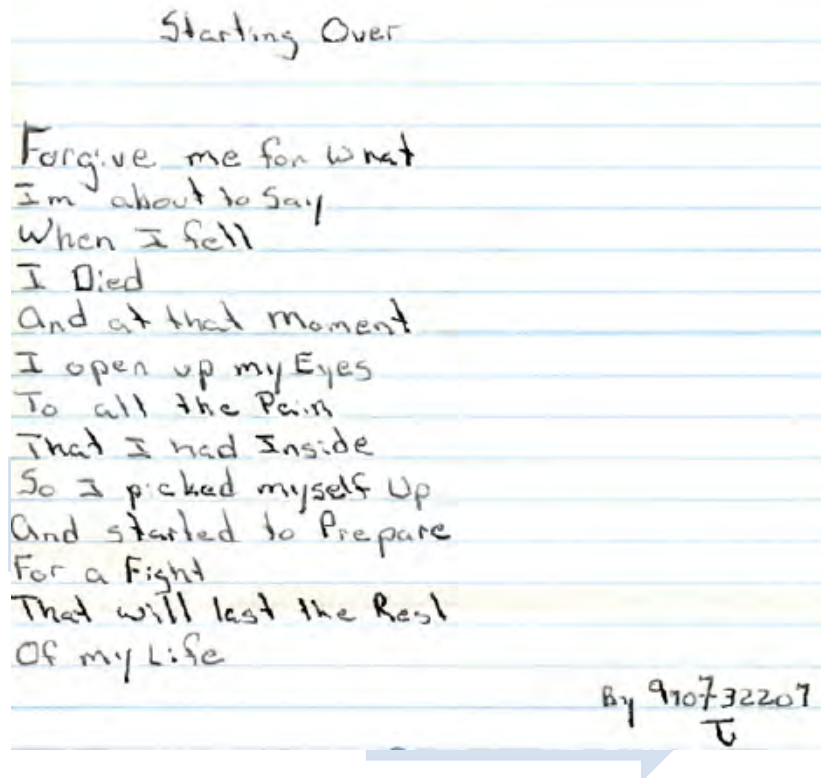 Starting Over
Forgive me for what
Im about to Say
When I fell
I Died
And at that moment
I open up my Eyes
To all the Pain
That I had Inside
So I picked myself Up
And started to Prepare
For a Fight
That will last the Rest
Of my Life
By 910732207